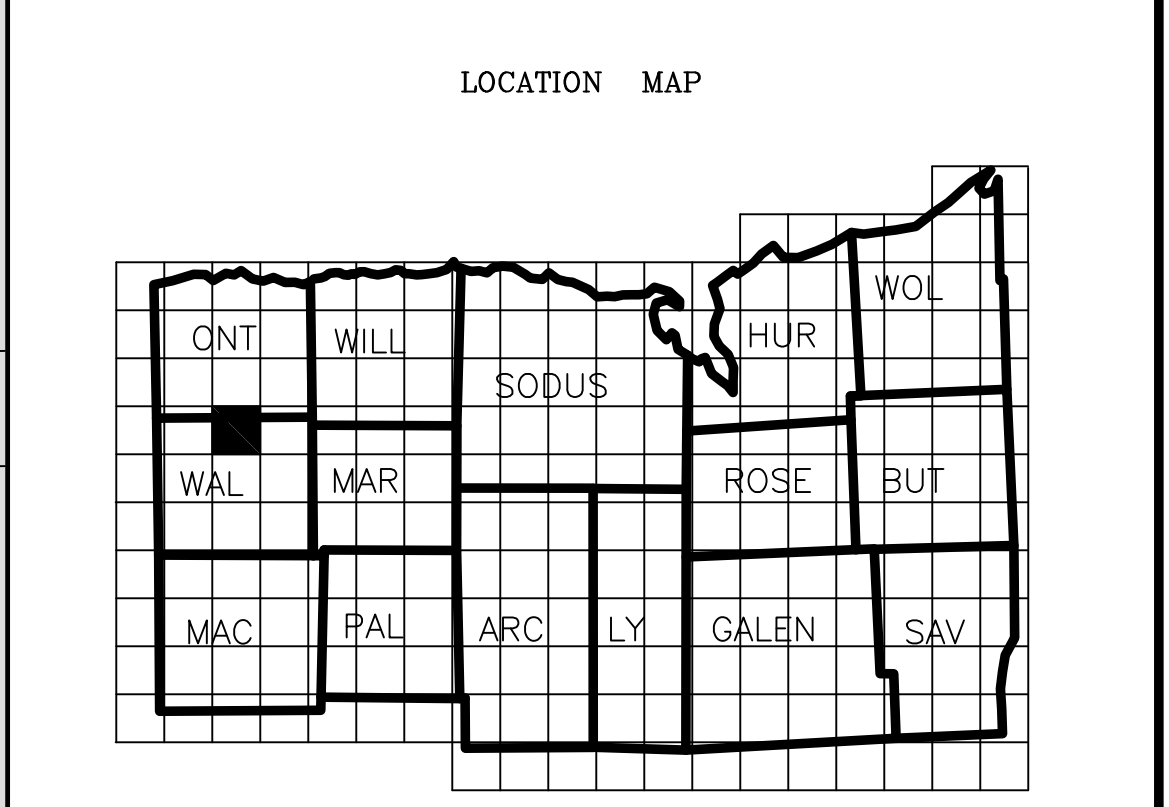 LOCATION MAP
WOL
ONT
WILL
HUR
SODUS
WAL
MAR
ROSE
BUT
MAC
PAL
ARC
LY
GALEN
SAV